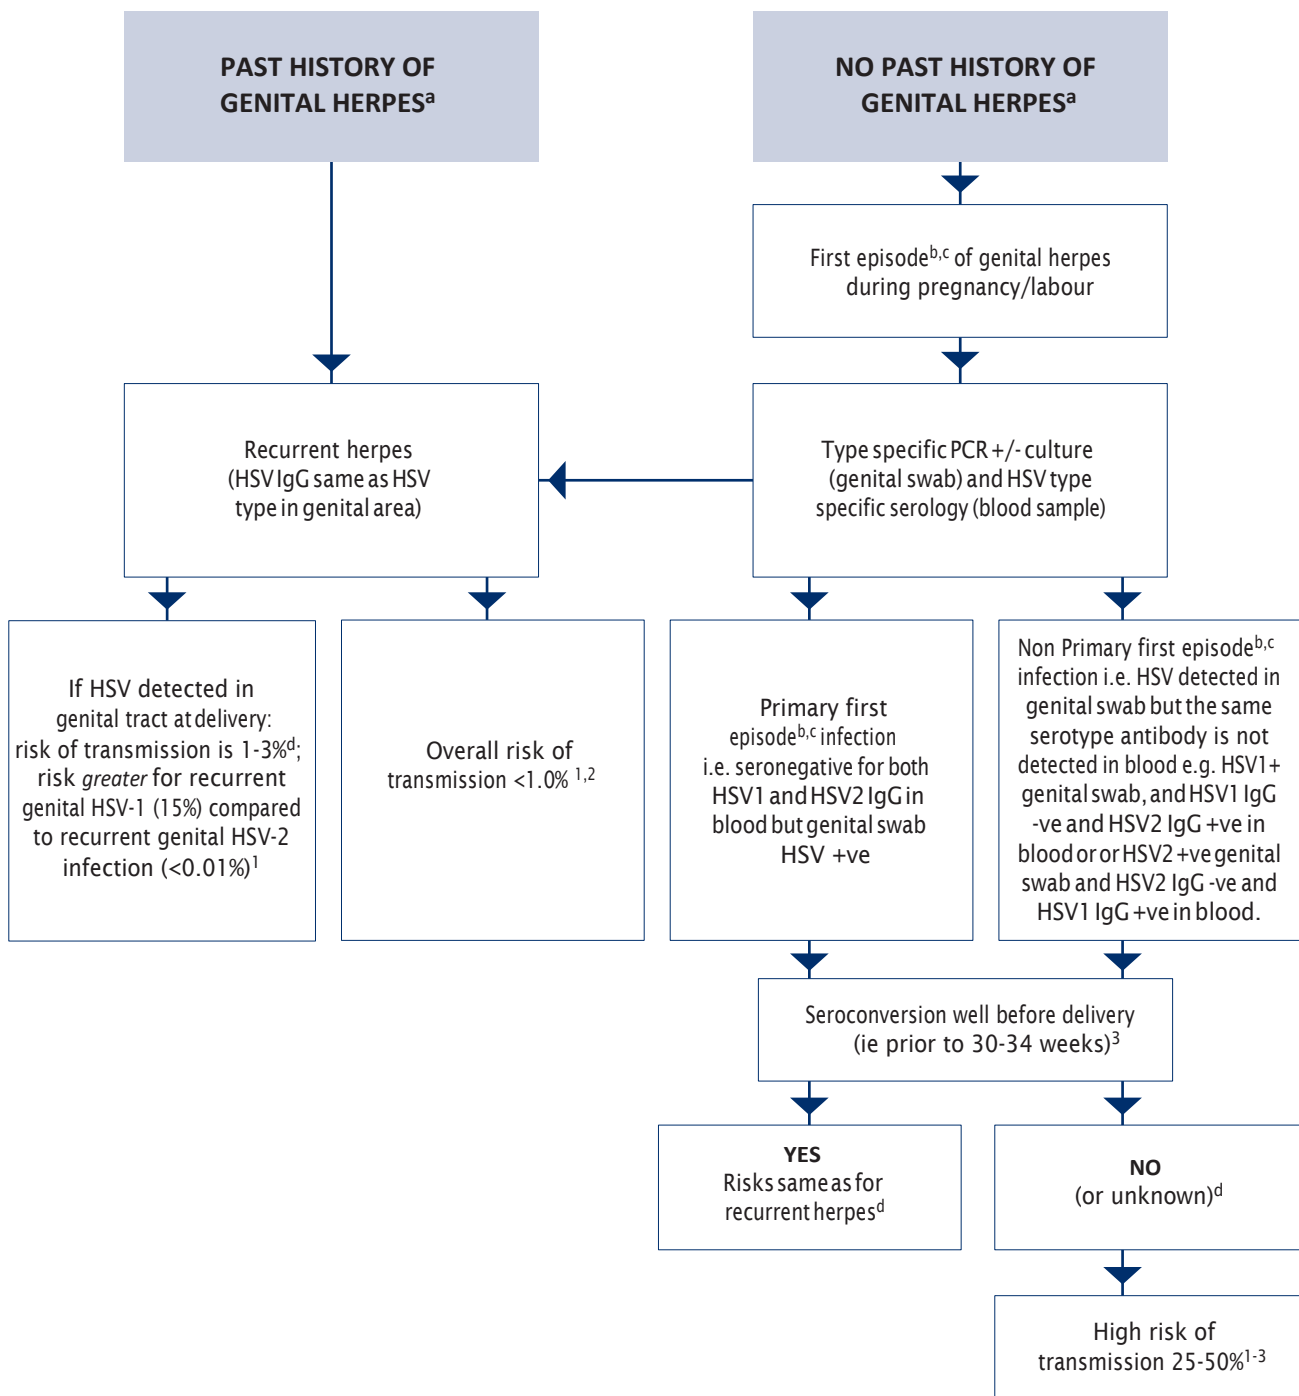 PAST HISTORY OF
GENITAL HERPESa
NO PAST HISTORY OF
GENITAL HERPESa
First episodeb,c of genital herpes
during pregnancy/labour
Recurrent herpes
(HSV IgG same as HSV
type in genital area)
Type specific PCR +/- culture
(genital swab) and HSV type
specific serology (blood sample)
If HSV detected in
genital tract at delivery:
risk of transmission is 1-3%d;
risk greater for recurrent
genital HSV-1 (15%) compared
to recurrent genital HSV-2
infection (<0.01%)1
Overall risk of
transmission <1.0% 1,2
Primary first
episodeb,c infection
i.e. seronegative for both
HSV1 and HSV2 IgG in
blood but genital swab
HSV +ve
Non Primary first episodeb,c
infection i.e. HSV detected in
genital swab but the same
serotype antibody is not
detected in blood e.g. HSV1+
genital swab, and HSV1 IgG
-ve and HSV2 IgG +ve in
blood or or HSV2 +ve genital
swab and HSV2 IgG -ve and
HSV1 IgG +ve in blood.
Seroconversion well before delivery
(ie prior to 30-34 weeks)3
YES
Risks same as for
recurrent herpesd
NO
(or unknown)d
High risk of
transmission 25-50%1-3